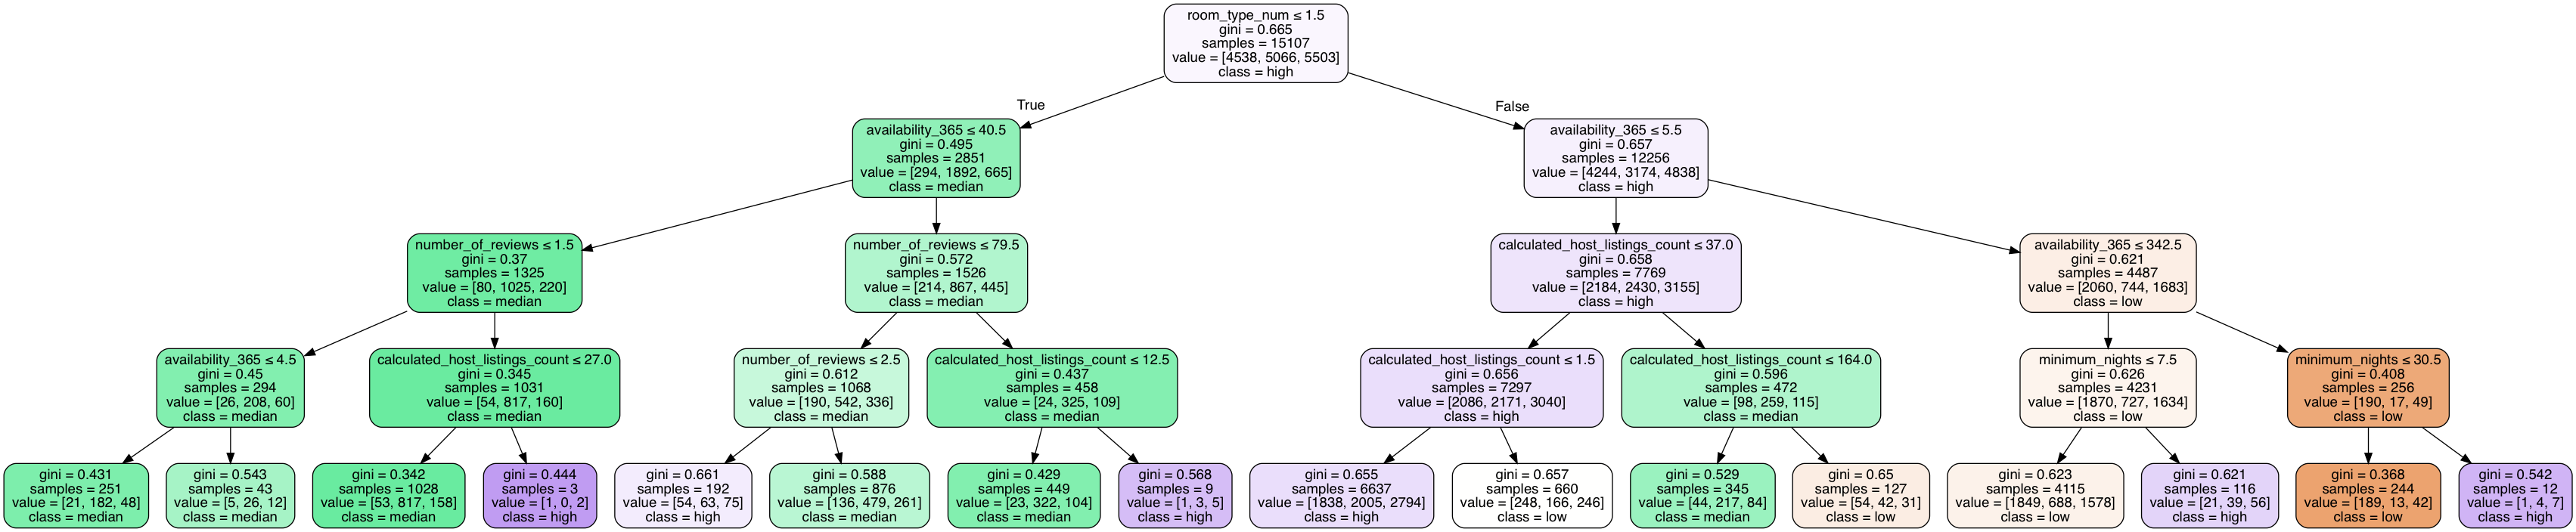 room_type_num ≤ 1.5
gini = 0.665
samples = 15107
value = [4538, 5066, 5503]
class = high
True
False
availability_365 ≤ 40.5
gini = 0.495
samples = 2851
value = [294, 1892, 665]
class = median
availability_365 ≤ 5.5
gini = 0.657
samples = 12256
value = [4244, 3174, 4838]
class = high
number_of_reviews ≤ 1.5
gini = 0.37
samples = 1325
value = [80, 1025, 220]
class = median
number_of_reviews ≤ 79.5
gini = 0.572
samples = 1526
value = [214, 867, 445]
class = median
calculated_host_listings_count ≤ 37.0
gini = 0.658
samples = 7769
value = [2184, 2430, 3155]
class = high
availability_365 ≤ 342.5
gini = 0.621
samples = 4487
value = [2060, 744, 1683]
class = low
availability_365 ≤ 4.5
gini = 0.45
samples = 294
value = [26, 208, 60]
class = median
calculated_host_listings_count ≤ 27.0
gini = 0.345
samples = 1031
value = [54, 817, 160]
class = median
number_of_reviews ≤ 2.5
gini = 0.612
samples = 1068
value = [190, 542, 336]
class = median
calculated_host_listings_count ≤ 12.5
gini = 0.437
samples = 458
value = [24, 325, 109]
class = median
calculated_host_listings_count ≤ 1.5
gini = 0.656
samples = 7297
value = [2086, 2171, 3040]
class = high
calculated_host_listings_count ≤ 164.0
gini = 0.596
samples = 472
value = [98, 259, 115]
class = median
minimum_nights ≤ 7.5
gini = 0.626
samples = 4231
value = [1870, 727, 1634]
class = low
minimum_nights ≤ 30.5
gini = 0.408
samples = 256
value = [190, 17, 49]
class = low
gini = 0.431
samples = 251
value = [21, 182, 48]
class = median
gini = 0.543
samples = 43
value = [5, 26, 12]
class = median
gini = 0.342
samples = 1028
value = [53, 817, 158]
class = median
gini = 0.444
samples = 3
value = [1, 0, 2]
class = high
gini = 0.661
samples = 192
value = [54, 63, 75]
class = high
gini = 0.588
samples = 876
value = [136, 479, 261]
class = median
gini = 0.429
samples = 449
value = [23, 322, 104]
class = median
gini = 0.568
samples = 9
value = [1, 3, 5]
class = high
gini = 0.655
samples = 6637
value = [1838, 2005, 2794]
class = high
gini = 0.657
samples = 660
value = [248, 166, 246]
class = low
gini = 0.529
samples = 345
value = [44, 217, 84]
class = median
gini = 0.65
samples = 127
value = [54, 42, 31]
class = low
gini = 0.623
samples = 4115
value = [1849, 688, 1578]
class = low
gini = 0.621
samples = 116
value = [21, 39, 56]
class = high
gini = 0.368
samples = 244
value = [189, 13, 42]
class = low
gini = 0.542
samples = 12
value = [1, 4, 7]
class = high